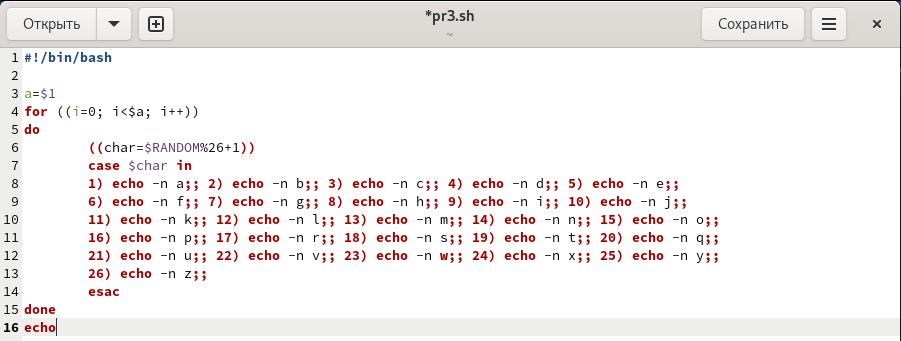 Открыть
*pr3.sh
~
Сохранить
1 #!/bin/bash
2
3 a=$1
4 for ((i=0; i<$a; i++))
5 do
6 ((char=$RANDOM%26+1))
7 case $char in
8 1) echo -n a;; 2) echo -n b;; 3) echo -n c;; 4) echo -n d;; 5) echo -n e;;
9 6) echo -n f;; 7) echo -n g;; 8) echo -n h;; 9) echo -n i;; 10) echo -n j;;
10 11) echo -n k;; 12) echo -n l;; 13) echo -n m;; 14) echo -n n;; 15) echo -n o;;
11 16) echo -n p;; 17) echo -n r;; 18) echo -n s;; 19) echo -n t;; 20) echo -n q;;
12 21) echo -n u;; 22) echo -n v;; 23) echo -n w;; 24) echo -n x;; 25) echo -n y;;
13 26) echo -n z;;
14 esac
15 done
16 echo